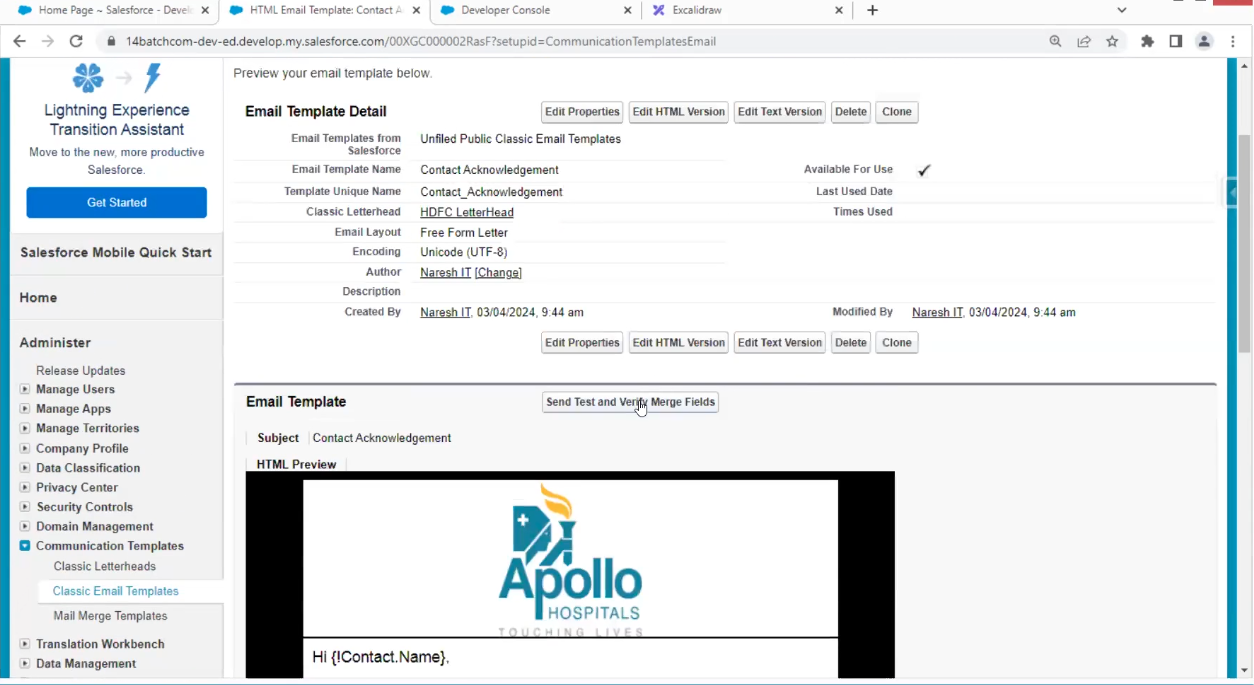 Home Page ~ Salesforce - Devel
HTML Email Template: Contact A
Developer Console
Excalidraw
14batchcom-dev-ed.develop.my.salesforce.com/00XGC000002RasF?setupid=CommunicationTemplatesEmail
Lightning Experience
Transition Assistant
Move to the new, more productive
Salesforce.
Get Started
Salesforce Mobile Quick Start
Home
Administer
Release Updates
Manage Users
Manage Apps
Manage Territories
Company Profile
Data Classification
Privacy Center
Security Controls
Domain Management
Communication Templates
Classic Letterheads
Classic Email Templates
Mail Merge Templates
Translation Workbench
Data Management
Preview your email template below.
Email Template Detail
Edit Properties Edit HTML Version Edit Text Version Delete Clone
Email Templates from Salesforce Unfiled Public Classic Email Templates
Email Template Name Contact Acknowledgement Available For Use ✓
Template Unique Name Contact_Acknowledgement Last Used Date
Classic Letterhead HDFC LetterHead Times Used
Email Layout Free Form Letter
Encoding Unicode (UTF-8)
Author Naresh IT [Change]
Description
Created By Naresh IT, 03/04/2024, 9:44 am Modified By Naresh IT, 03/04/2024, 9:44 am
Edit Properties Edit HTML Version Edit Text Version Delete Clone
Email Template Send Test and Verify Merge Fields
Subject Contact Acknowledgement
HTML Preview
Apollo
HOSPITALS
TOUCHING LIVES
Hi {!Contact.Name},